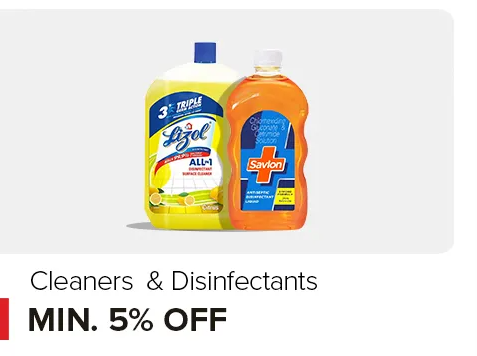 3x TRIPLE
Lizol
ALL in 1
DISINFECTANT
SURFACE CLEANER
Chlorhexidine
Gluconate &
Cetrimide
Solution
Savlon
ANTISEPTIC
DISINFECTANT
LIQUID
Cleaners & Disinfectants
MIN. 5% OFF